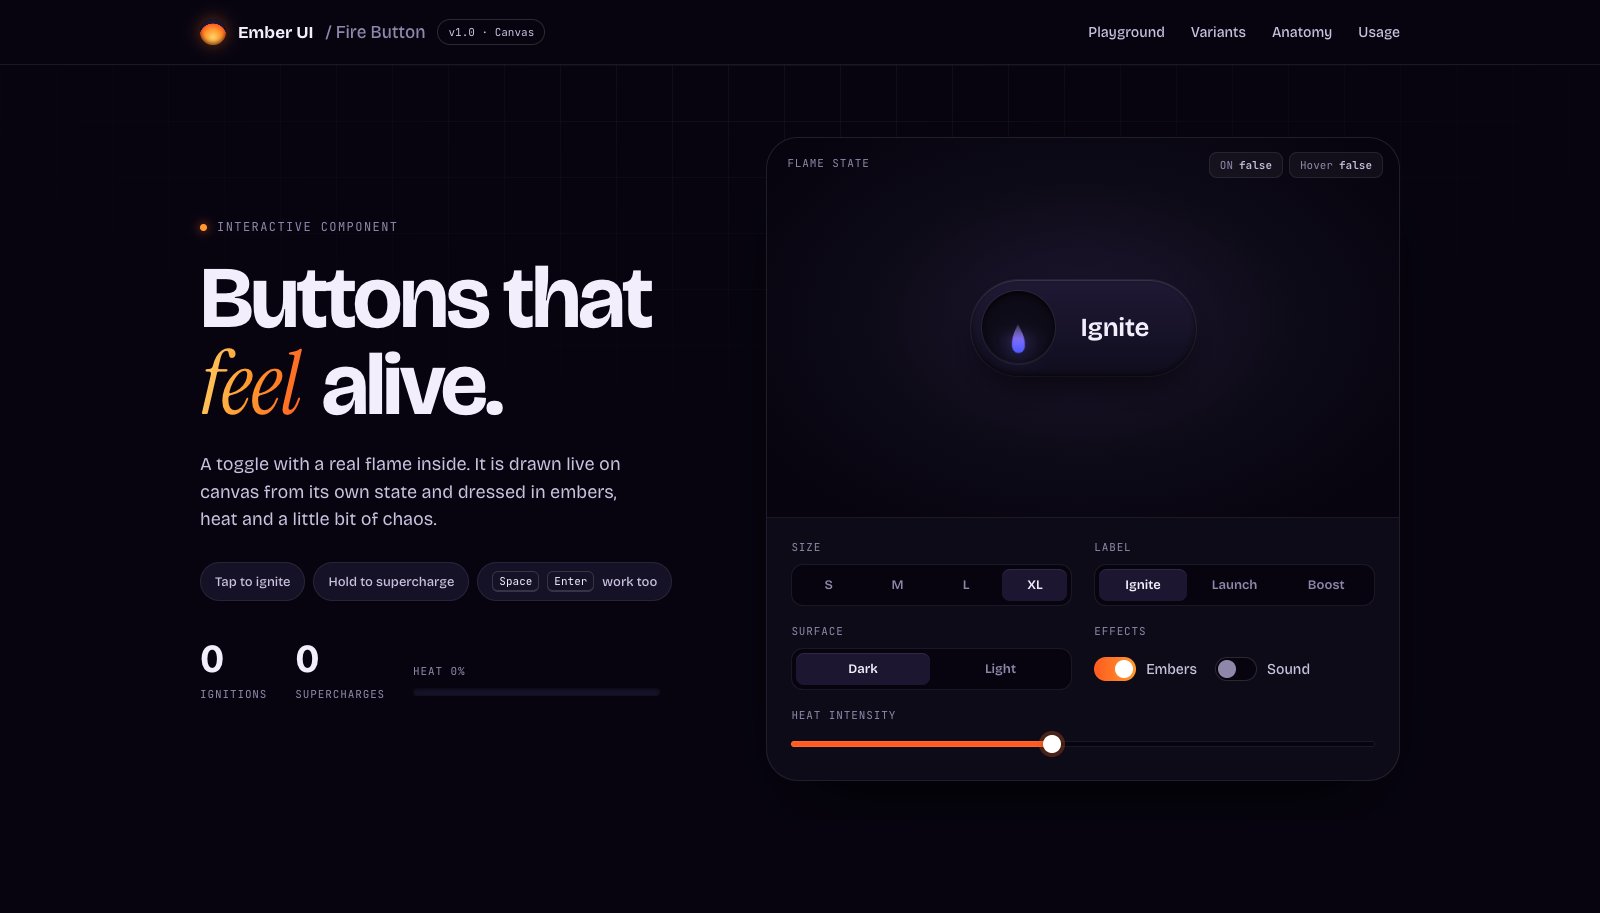 Ember UI / Fire Button v1.0 · Canvas
Playground Variants Anatomy Usage
INTERACTIVE COMPONENT
Buttons that
feel alive.
A toggle with a real flame inside. It is drawn live on
canvas from its own state and dressed in embers,
heat and a little bit of chaos.
Tap to ignite Hold to supercharge Space Enter work too
0 0 HEAT 0%
IGNITIONS SUPERCHARGES
FLAME STATE ON false Hover false
Ignite
SIZE
S M L XL
LABEL
Ignite Launch Boost
SURFACE
Dark Light
EFFECTS
Embers Sound
HEAT INTENSITY